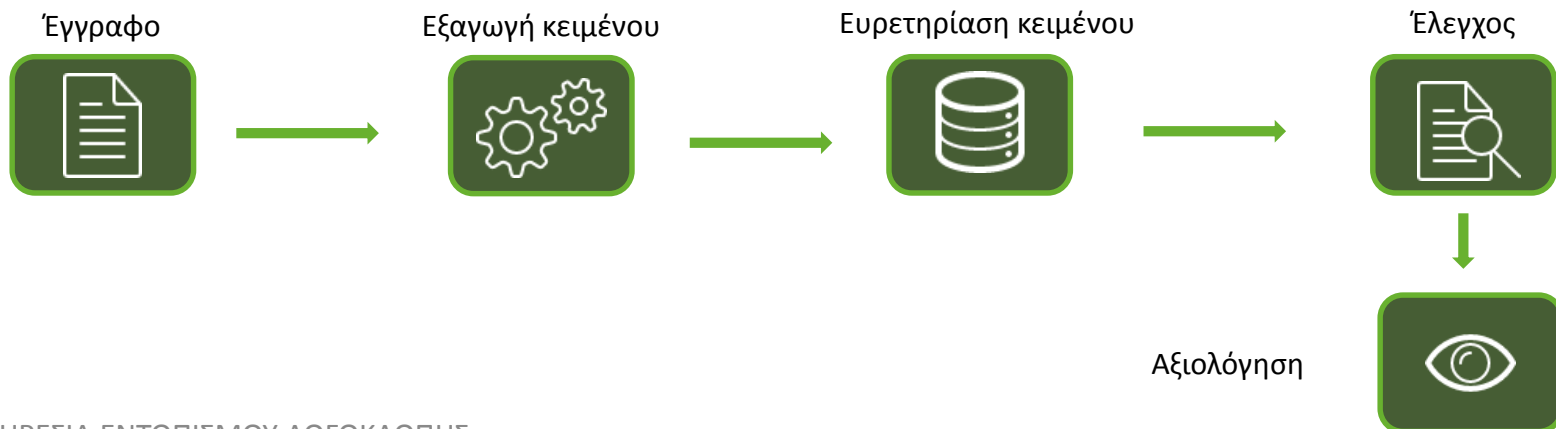 Έγγραφο
Εξαγωγή κειμένου
Ευρετηρίαση κειμένου
Έλεγχος
Αξιολόγηση